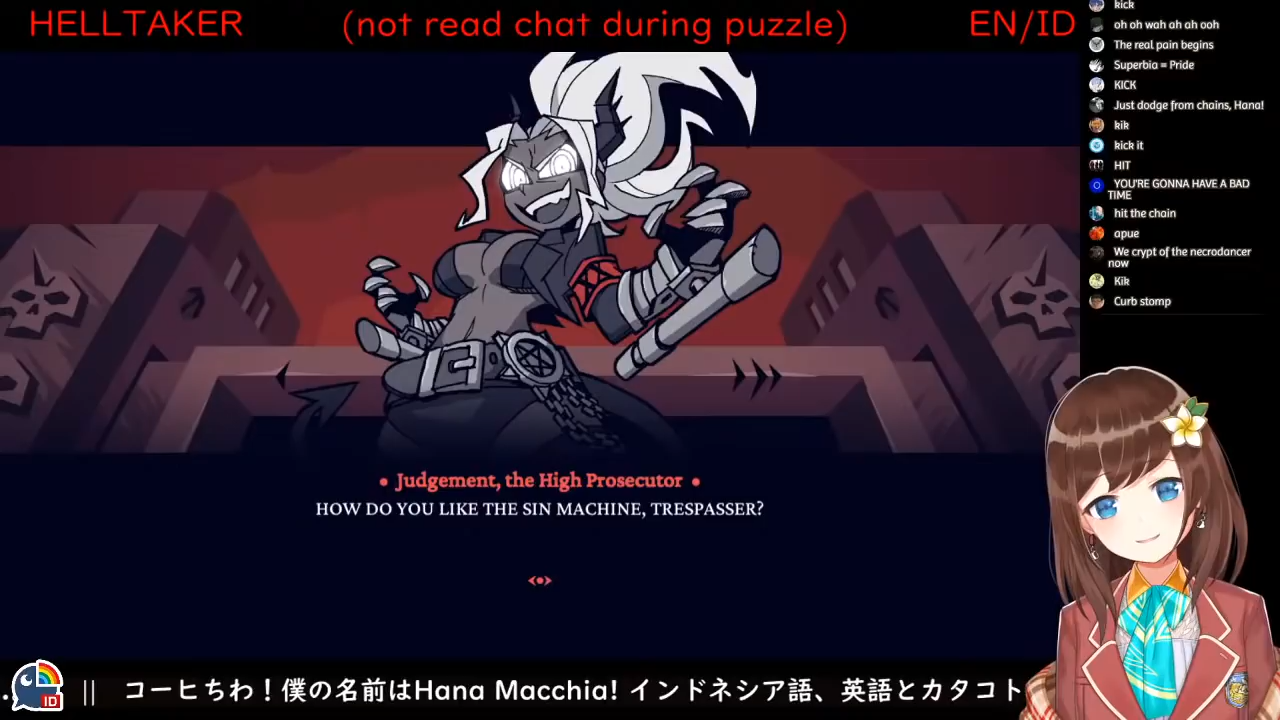 HELLTAKER (not read chat during puzzle) EN/ID
kick
oh oh wah ah ah ooh
The real pain begins
Superbia = Pride
KICK
Just dodge from chains, Hana!
kik
kick it
HIT
YOU'RE GONNA HAVE A BAD
TIME
hit the chain
apue
We crypt of the necrodancer
now
Kik
Curb stomp
• Judgement, the High Prosecutor •
HOW DO YOU LIKE THE SIN MACHINE, TRESPASSER?
ID
|| コーヒちわ！僕の名前はHana Macchia! インドネシア語、英語とカタコト